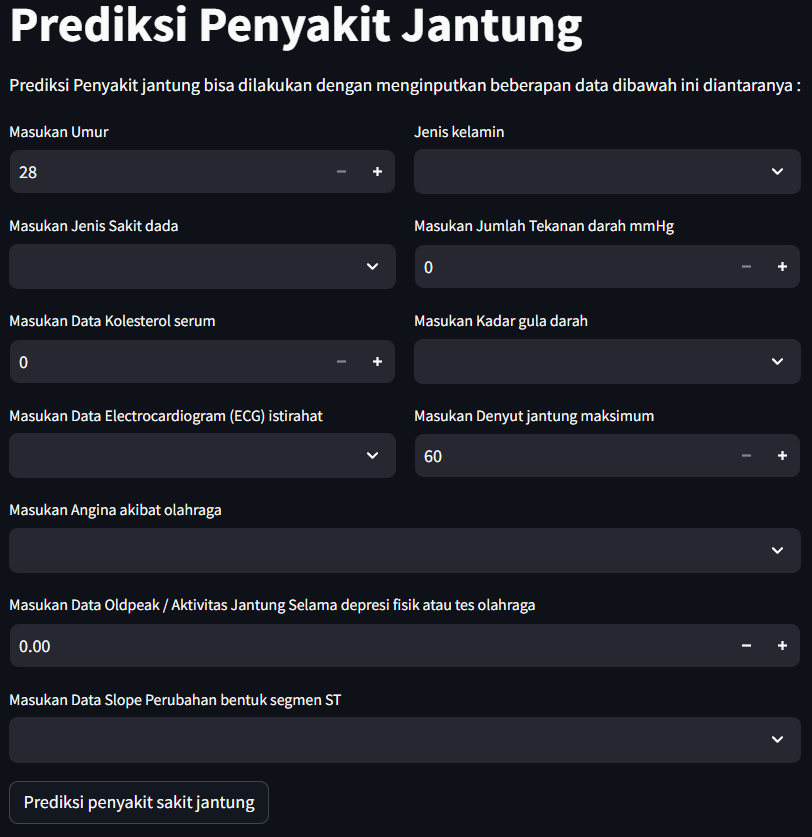 Prediksi Penyakit Jantung
Prediksi Penyakit jantung bisa dilakukan dengan menginputkan beberapan data dibawah ini diantaranya :
Masukan Umur
28
Jenis kelamin
Masukan Jenis Sakit dada
Masukan Jumlah Tekanan darah mmHg
0
Masukan Data Kolesterol serum
0
Masukan Kadar gula darah
Masukan Data Electrocardiogram (ECG) istirahat
Masukan Denyut jantung maksimum
60
Masukan Angina akibat olahraga
Masukan Data Oldpeak / Aktivitas Jantung Selama depresi fisik atau tes olahraga
0.00
Masukan Data Slope Perubahan bentuk segmen ST
Prediksi penyakit sakit jantung